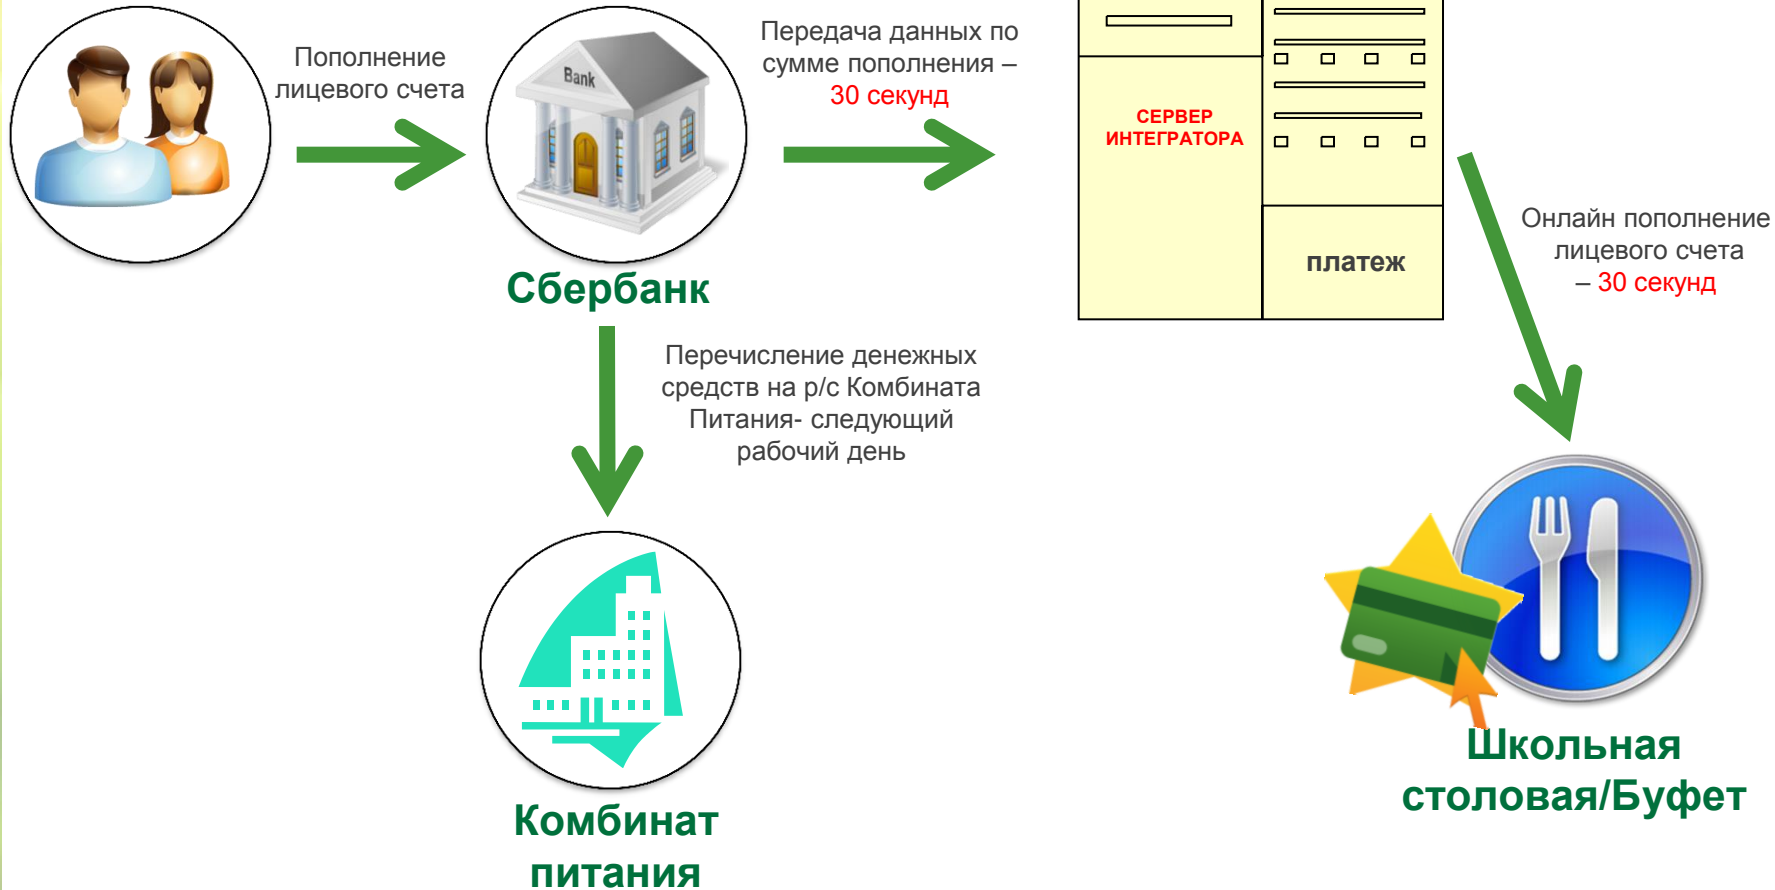 Пополнение
лицевого счета
Bank
Передача данных по
сумме пополнения –
30 секунд
СЕРВЕР
ИНТЕГРАТОРА
платеж
Онлайн пополнение
лицевого счета
– 30 секунд
Сбербанк
Перечисление денежных
средств на р/с Комбината
Питания- следующий
рабочий день
Комбинат
питания
Школьная
столовая/Буфет